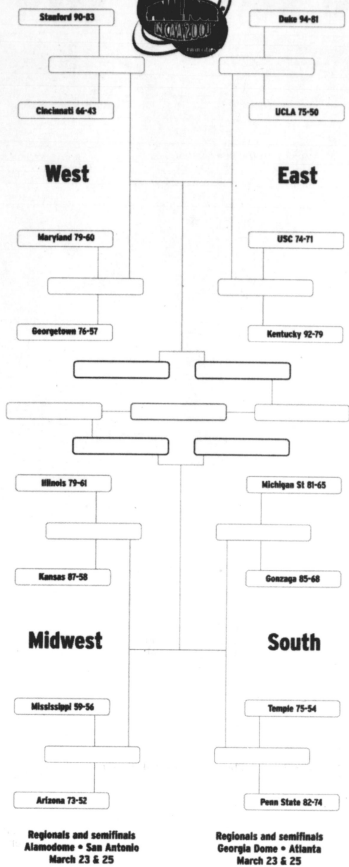 Stanford 90-83
Duke 94-81
Cincinnati 66-43
UCLA 75-50
West
East
Maryland 79-60
USC 74-71
Georgetown 76-57
Kentucky 92-79
Illinois 79-61
Michigan St 81-65
Kansas 87-58
Gonzaga 85-68
Midwest
South
Mississippi 59-56
Temple 75-54
Arizona 73-52
Penn State 82-74
Regionals and semifinals
Alamodome • San Antonio
March 23 & 25
Regionals and semifinals
Georgia Dome • Atlanta
March 23 & 25